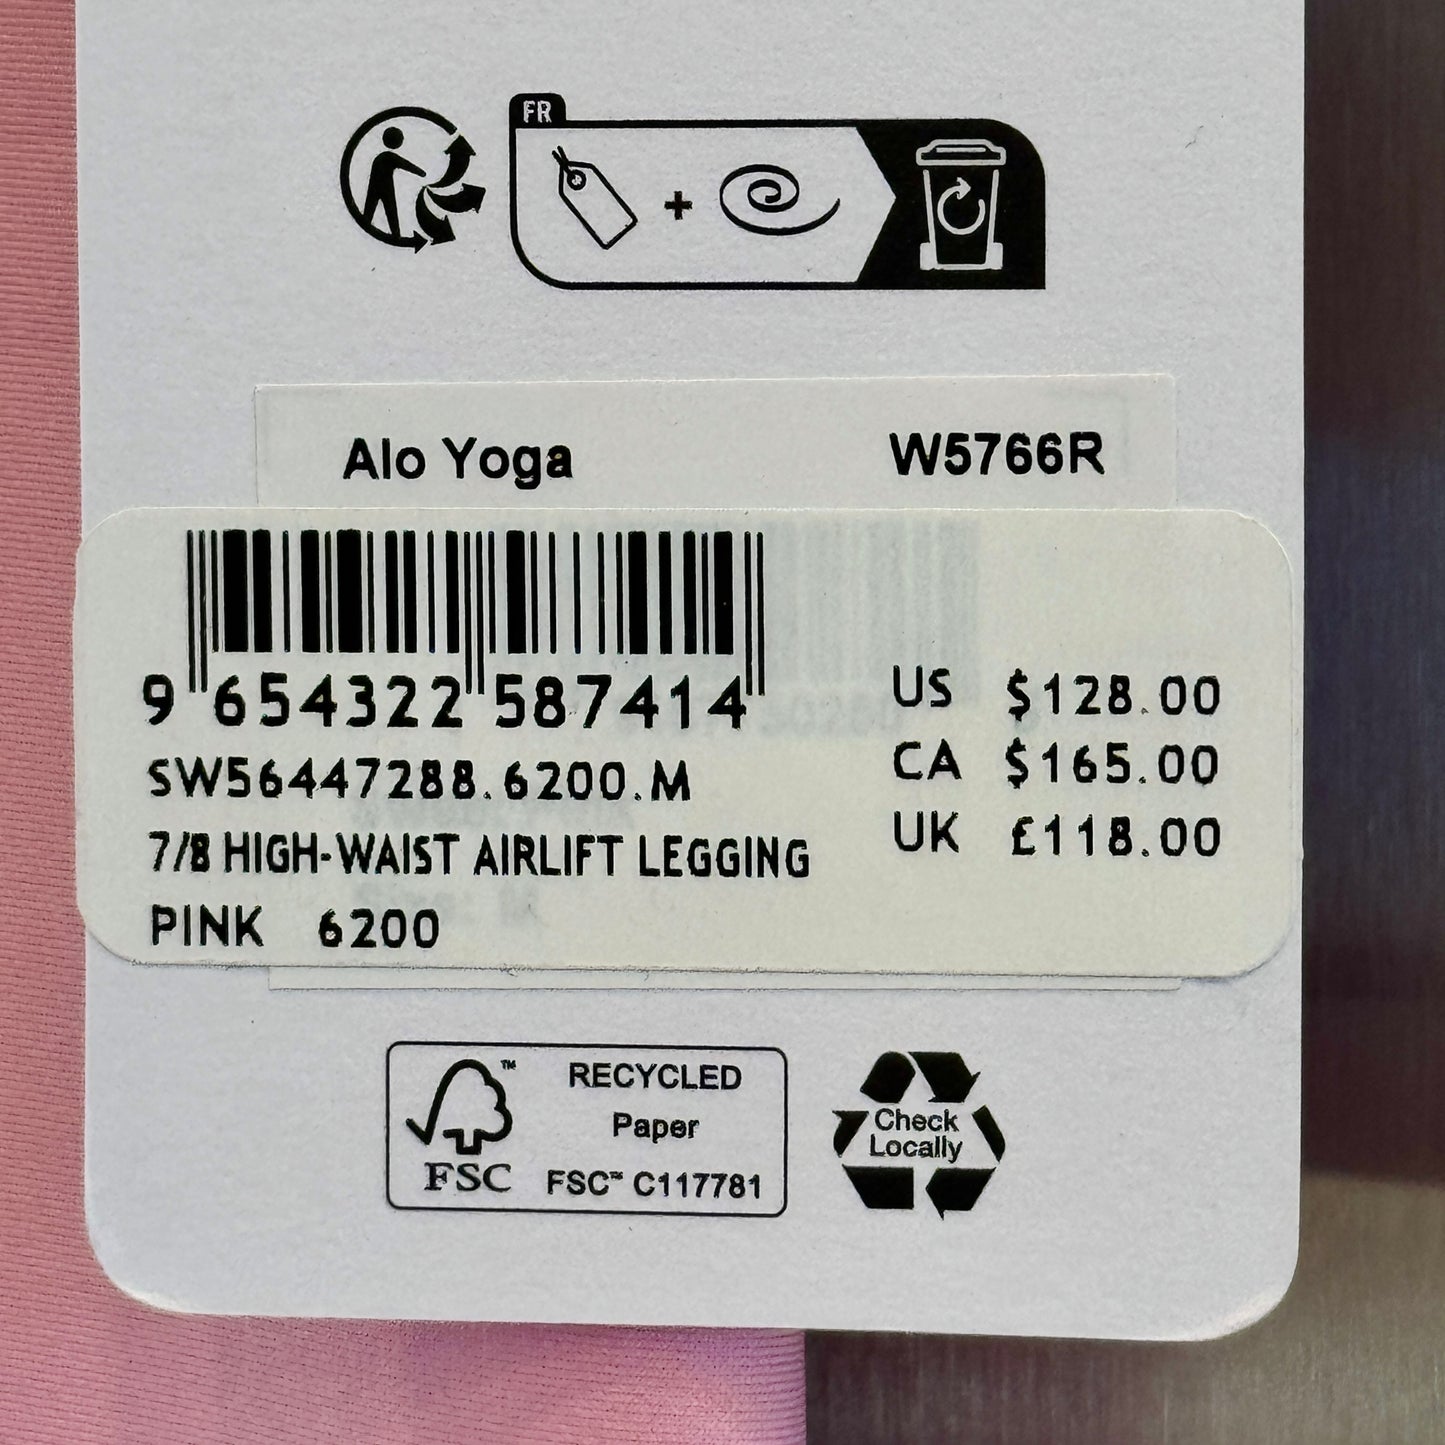 FR
Alo Yoga W5766R
9 654322 587414
SW56447288.6200.M
7/8 HIGH-WAIST AIRLIFT LEGGING
PINK 6200
US $128.00
CA $165.00
UK £118.00
™
FSC
RECYCLED
Paper
FSC™ C117781
Check
Locally